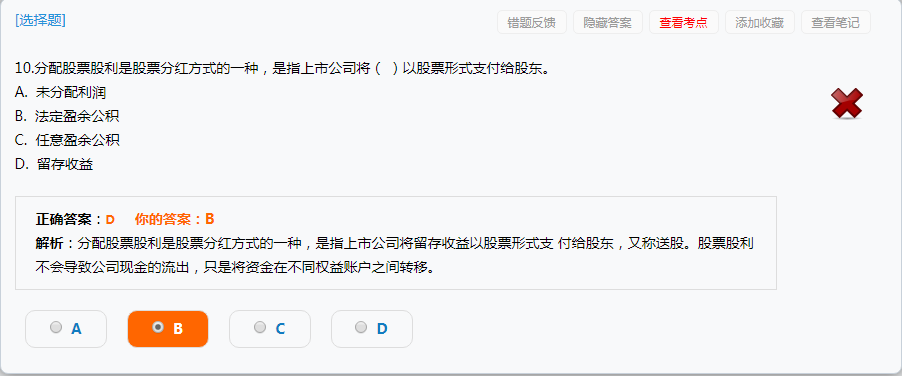 [选择题]
错题反馈 隐藏答案 查看考点 添加收藏 查看笔记
10.分配股票股利是股票分红方式的一种，是指上市公司将（ ）以股票形式支付给股东。
A. 未分配利润
B. 法定盈余公积
C. 任意盈余公积
D. 留存收益
正确答案：D 你的答案：B
解析：分配股票股利是股票分红方式的一种，是指上市公司将留存收益以股票形式支 付给股东，又称送股。股票股利
不会导致公司现金的流出，只是将资金在不同权益账户之间转移。
A B C D